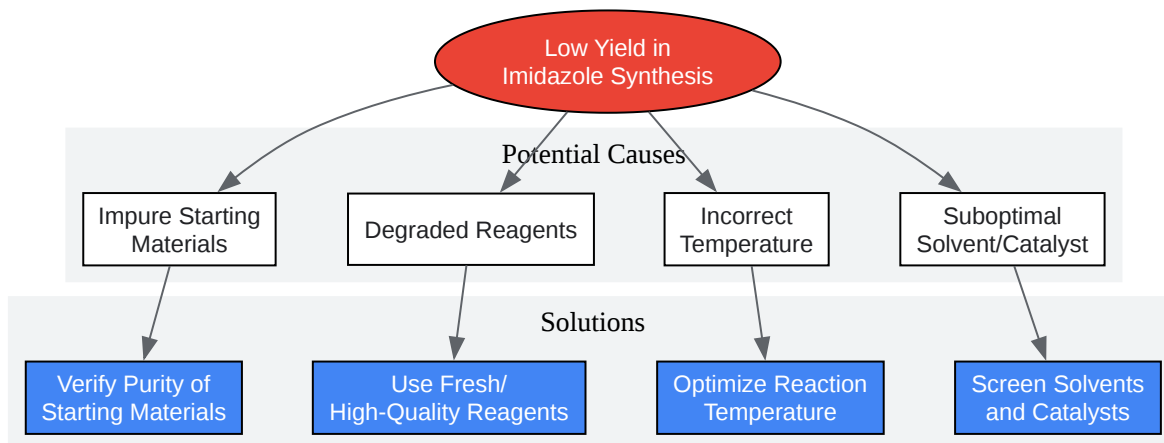 Low Yield in
Imidazole Synthesis
Potential Causes
Impure Starting
Materials
Degraded Reagents
Incorrect
Temperature
Suboptimal
Solvent/Catalyst
Solutions
Verify Purity of
Starting Materials
Use Fresh/
High-Quality Reagents
Optimize Reaction
Temperature
Screen Solvents
and Catalysts